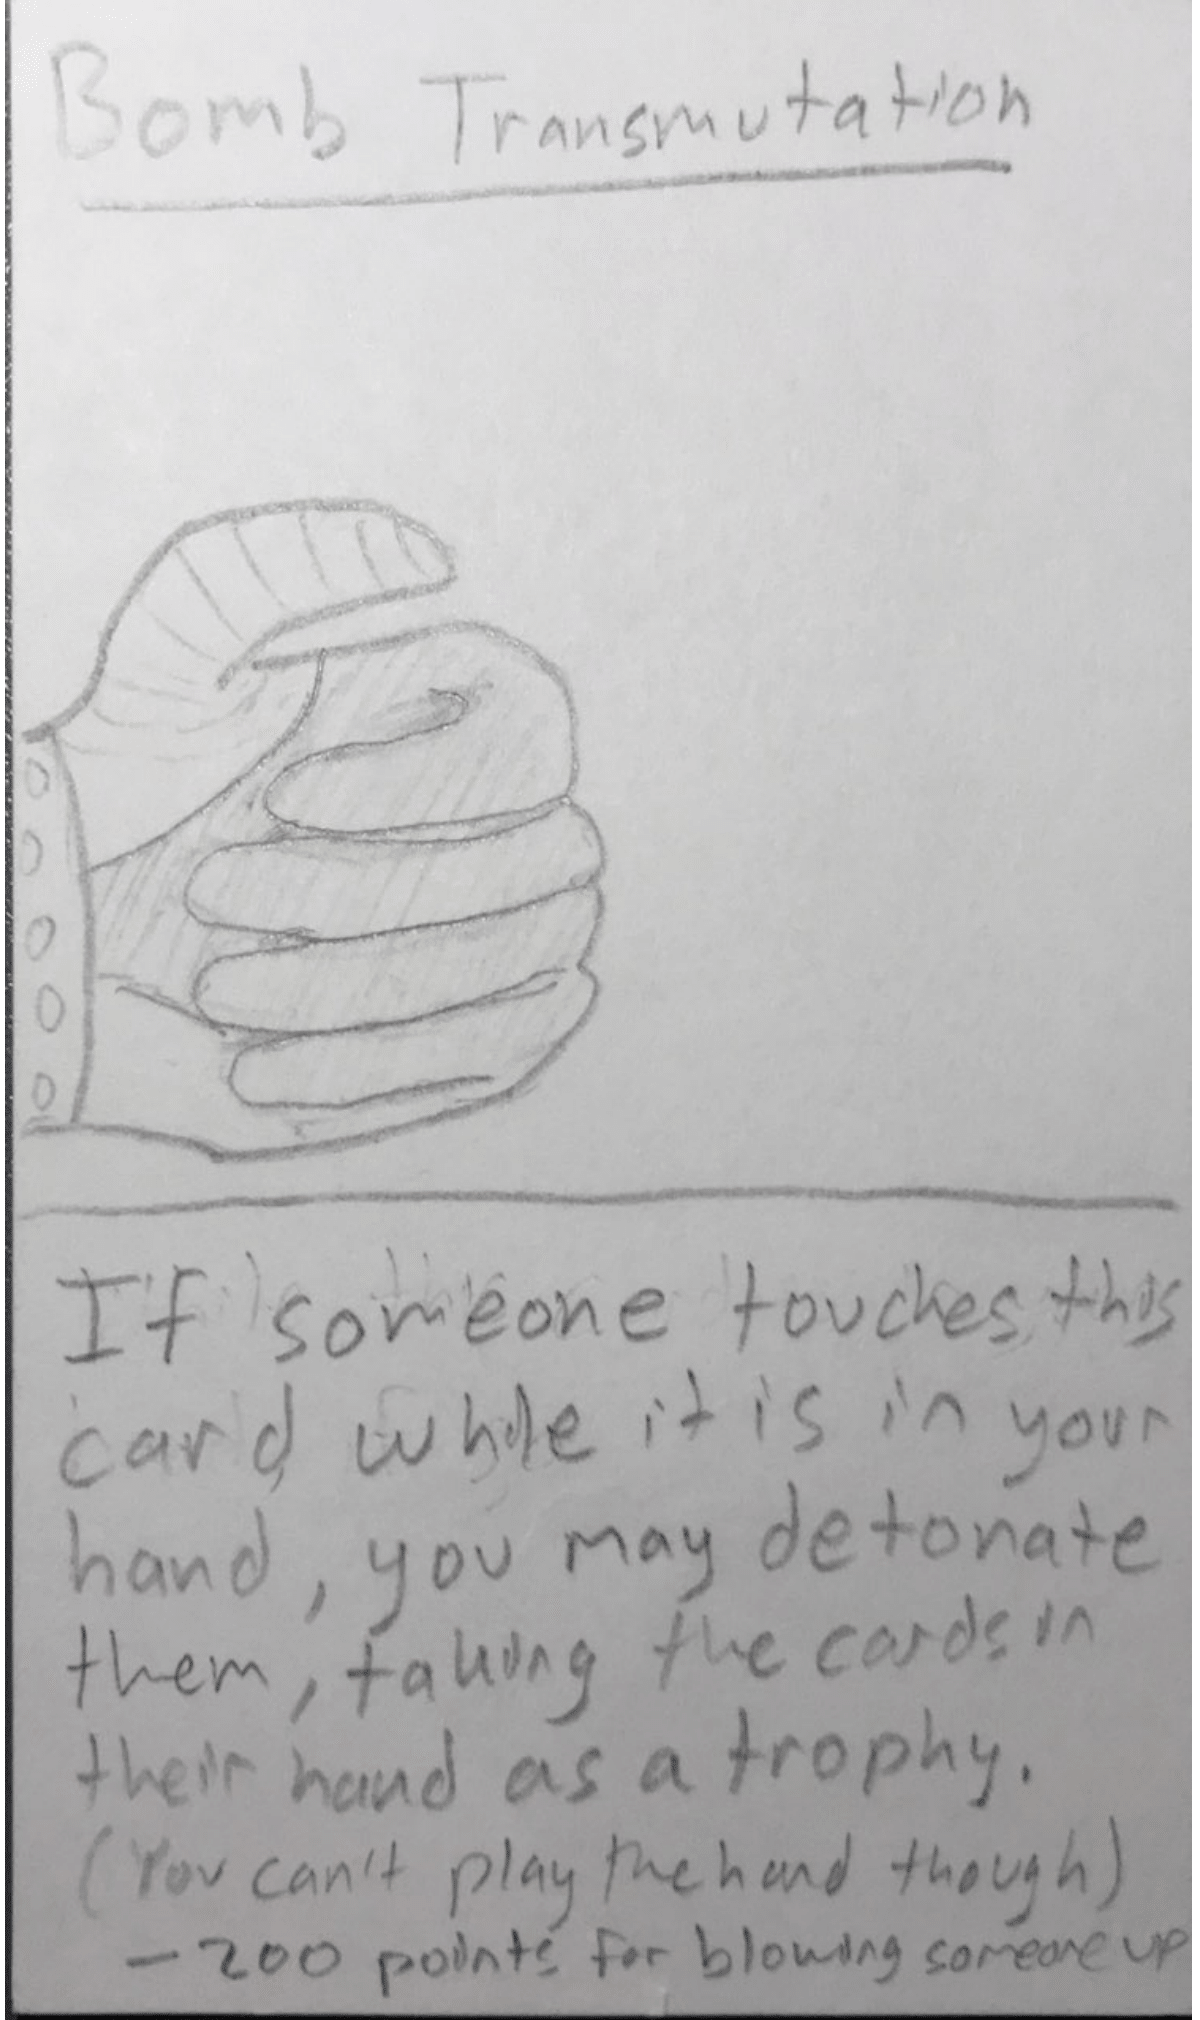 Bomb Transmutation
If someone touches this
card while it is in your
hand, you may detonate
them, taking the cards in
their hand as a trophy.
(You can't play the hand though)
- 200 points for blowing someone up